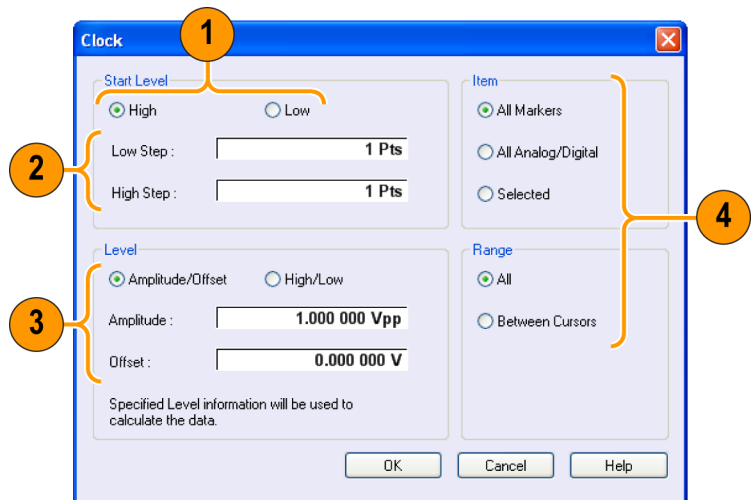 1
Clock
Start Level
High
Low
Low Step :
1 Pts
High Step :
1 Pts
2
Item
All Markers
All Analog/Digital
Selected
4
Level
Amplitude/Offset
High/Low
Amplitude :
1.000 000 Vpp
Offset :
0.000 000 V
3
Specified Level information will be used to
calculate the data.
Range
All
Between Cursors
OK
Cancel
Help